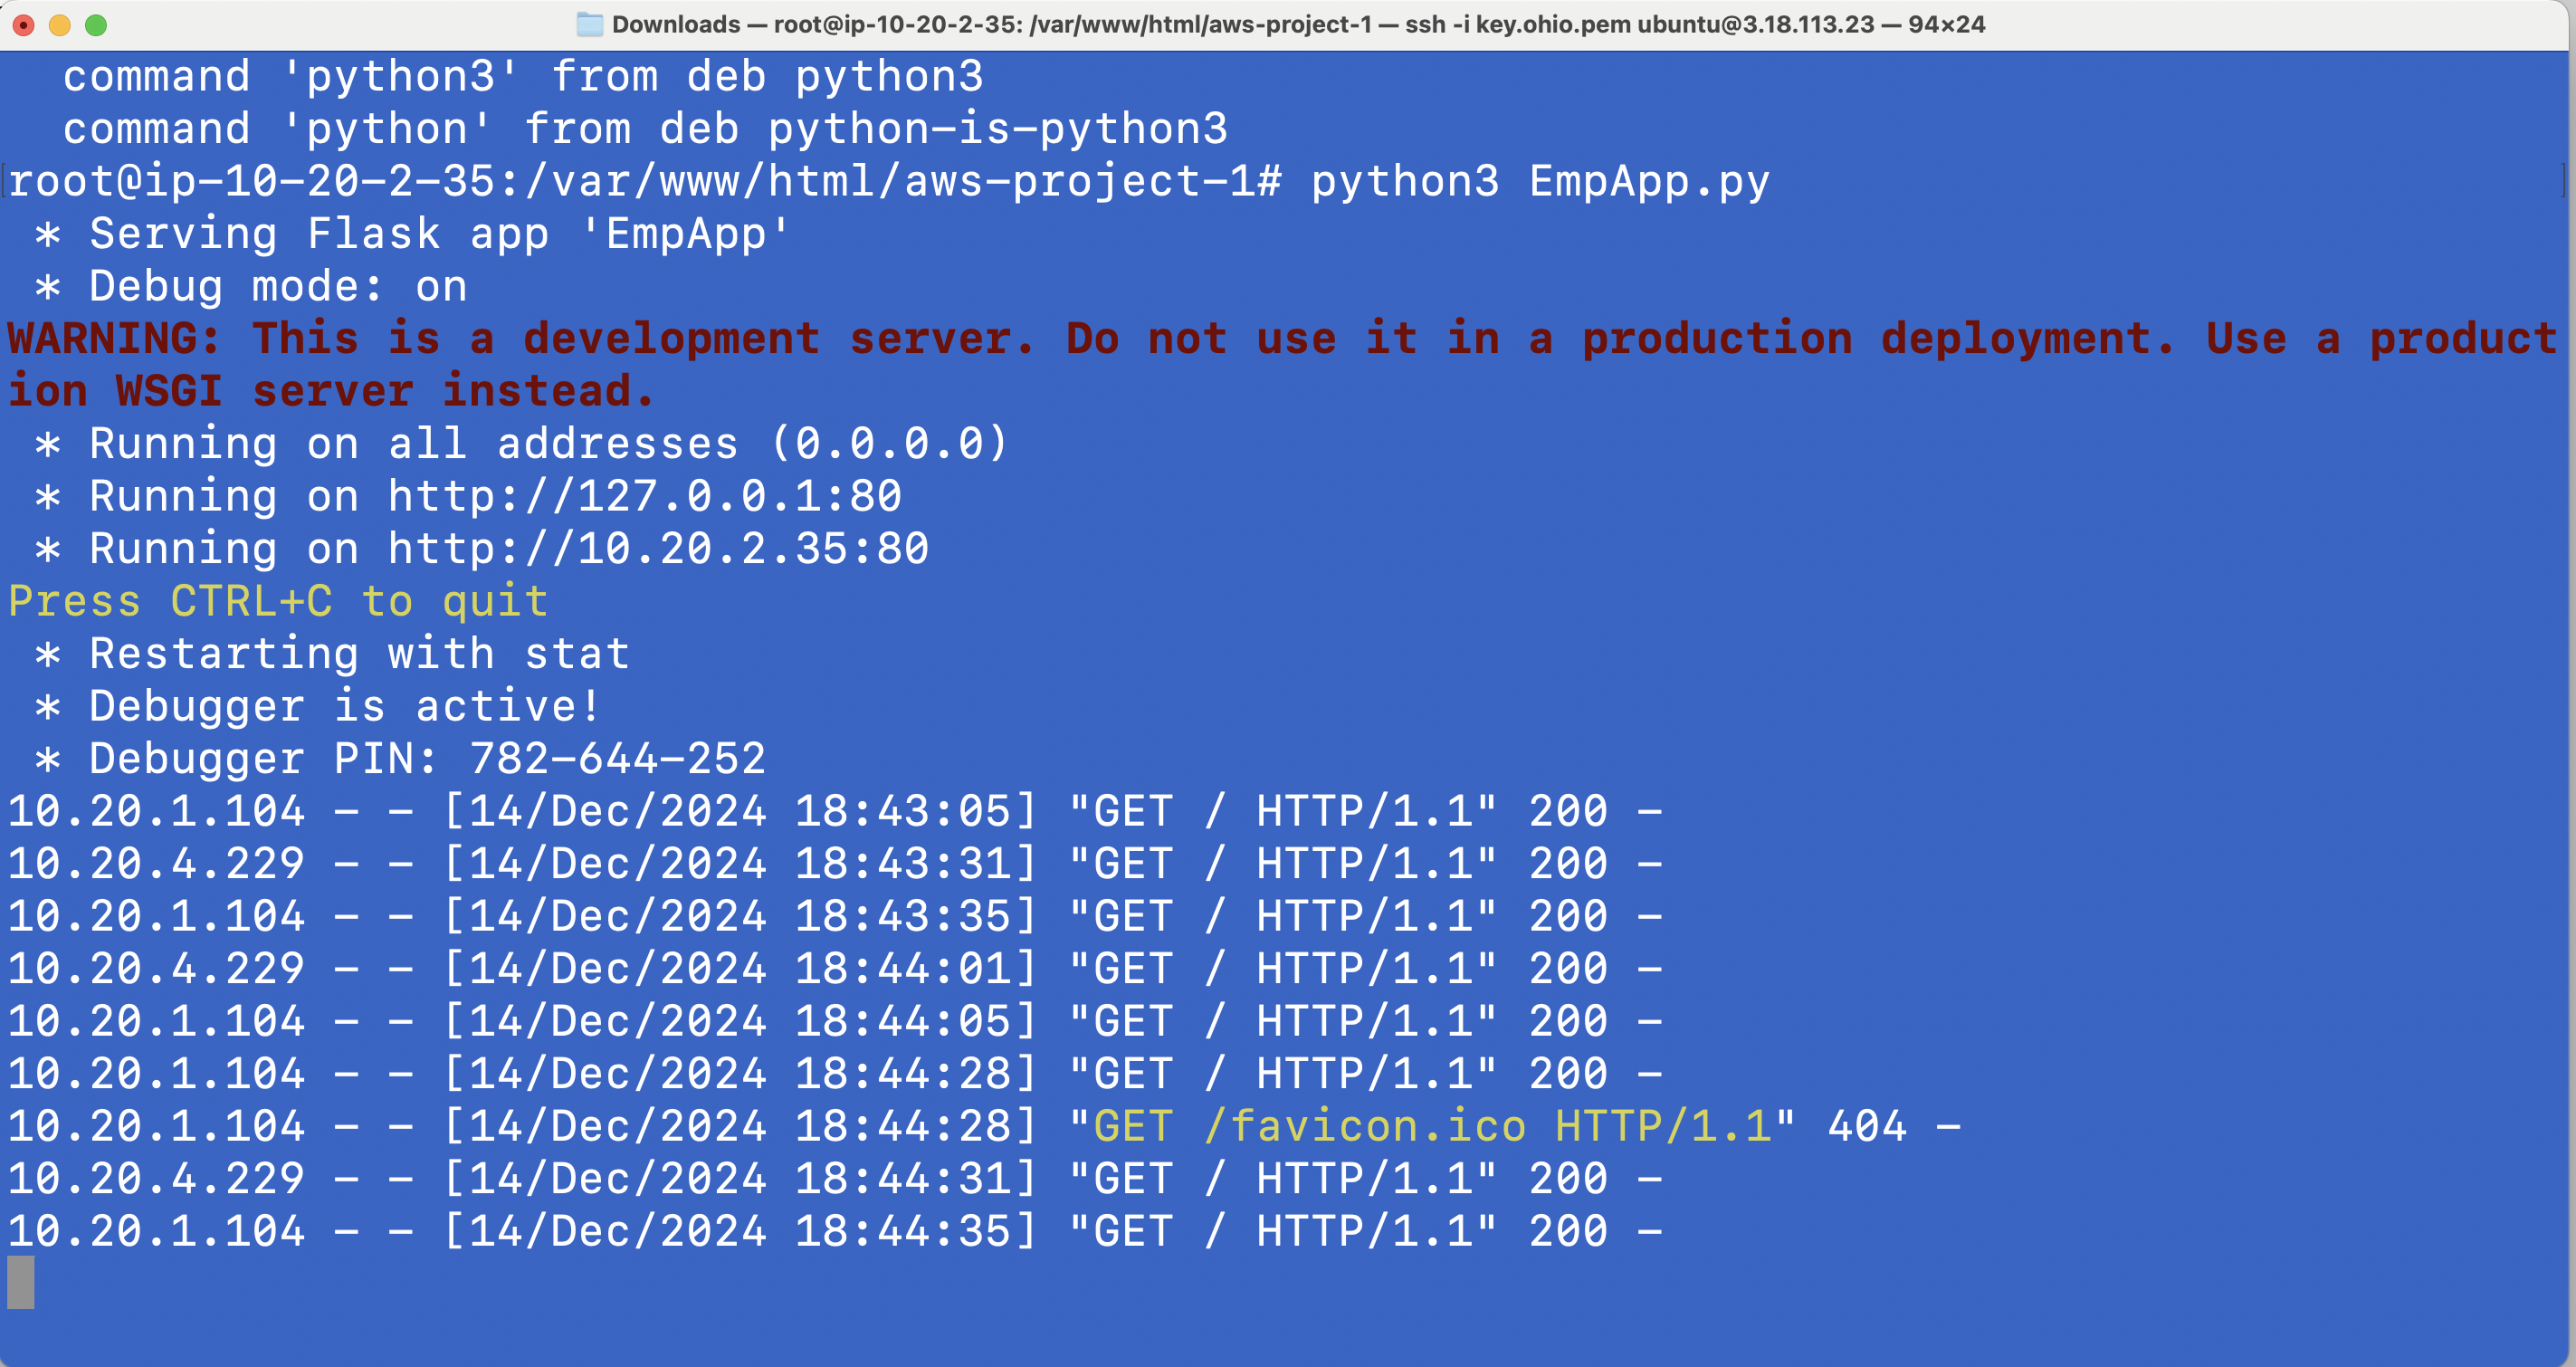 Downloads — root@ip-10-20-2-35: /var/www/html/aws-project-1 — ssh -i key.ohio.pem ubuntu@3.18.113.23 — 94×24
command 'python3' from deb python3
command 'python' from deb python-is-python3
root@ip-10-20-2-35:/var/www/html/aws-project-1# python3 EmpApp.py
* Serving Flask app 'EmpApp'
* Debug mode: on
WARNING: This is a development server. Do not use it in a production deployment. Use a product
ion WSGI server instead.
* Running on all addresses (0.0.0.0)
* Running on http://127.0.0.1:80
* Running on http://10.20.2.35:80
Press CTRL+C to quit
* Restarting with stat
* Debugger is active!
* Debugger PIN: 782-644-252
10.20.1.104 - - [14/Dec/2024 18:43:05] "GET / HTTP/1.1" 200 -
10.20.4.229 - - [14/Dec/2024 18:43:31] "GET / HTTP/1.1" 200 -
10.20.1.104 - - [14/Dec/2024 18:43:35] "GET / HTTP/1.1" 200 -
10.20.4.229 - - [14/Dec/2024 18:44:01] "GET / HTTP/1.1" 200 -
10.20.1.104 - - [14/Dec/2024 18:44:05] "GET / HTTP/1.1" 200 -
10.20.1.104 - - [14/Dec/2024 18:44:28] "GET / HTTP/1.1" 200 -
10.20.1.104 - - [14/Dec/2024 18:44:28] "GET /favicon.ico HTTP/1.1" 404 -
10.20.4.229 - - [14/Dec/2024 18:44:31] "GET / HTTP/1.1" 200 -
10.20.1.104 - - [14/Dec/2024 18:44:35] "GET / HTTP/1.1" 200 -